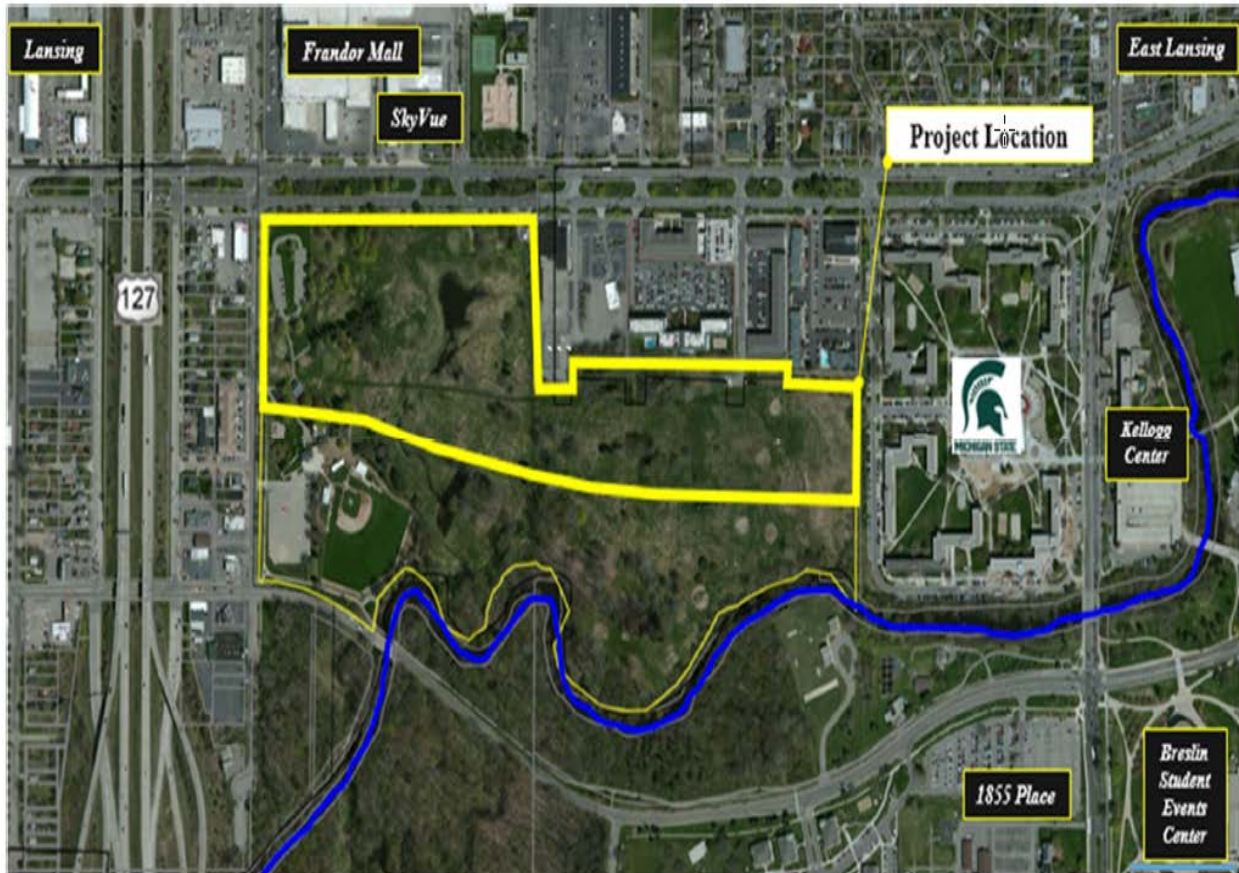 Lansing
Frandor Mall
East Lansing
SkyVue
Project Location
127
MICHIGAN STATE
Kellogg
Center
1855 Place
Breslin
Student
Events
Center